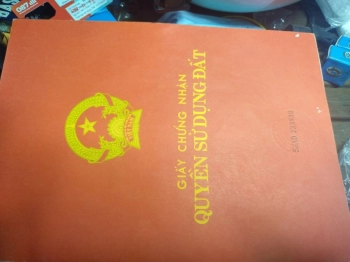 GIẤY CHỨNG NHẬN
QUYỀN SỬ DỤNG ĐẤT